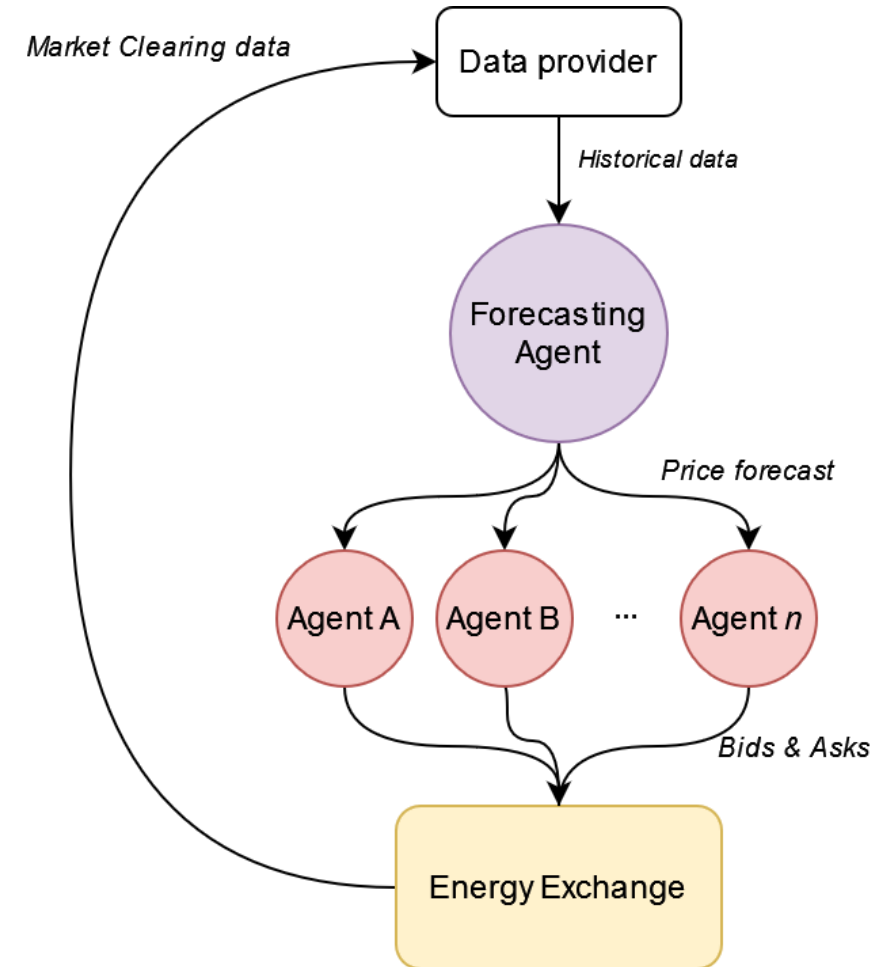 Market Clearing data
Data provider
Historical data
Forecasting
Agent
Price forecast
Agent A
Agent B
...
Agent n
Bids & Asks
Energy Exchange